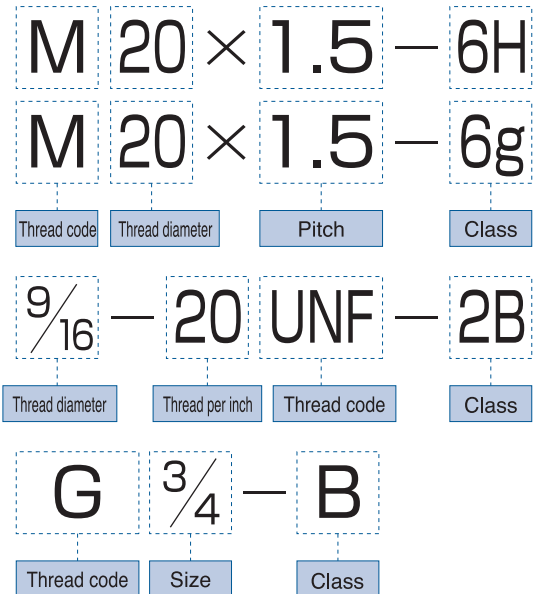 M 20 × 1.5 — 6H
M 20 × 1.5 — 6g
Thread code Thread diameter Pitch Class
9/16 — 20 UNF — 2B
Thread diameter Thread per inch Thread code Class
G 3/4 — B
Thread code Size Class